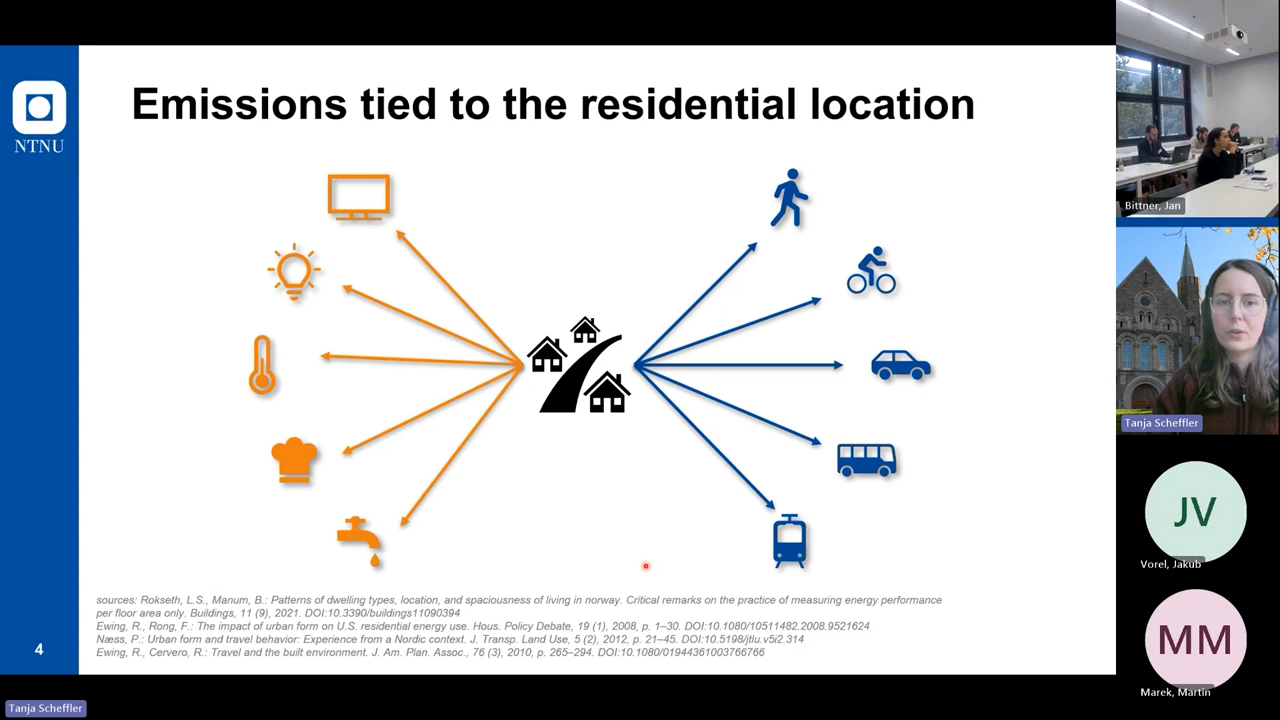 Emissions tied to the residential location
NTNU
sources: Rokseth, L.S., Manum, B.: Patterns of dwelling types, location, and spaciousness of living in norway. Critical remarks on the practice of measuring energy performance
per floor area only. Buildings, 11 (9), 2021. DOI:10.3390/buildings11090394
Ewing, R., Rong, F.: The impact of urban form on U.S. residential energy use. Hous. Policy Debate, 19 (1), 2008, p. 1–30. DOI:10.1080/10511482.2008.9521624
Næss, P.: Urban form and travel behavior: Experience from a Nordic context. J. Transp. Land Use, 5 (2), 2012, p. 21–45. DOI:10.5198/jtlu.v5i2.314
Ewing, R., Cervero, R.: Travel and the built environment. J. Am. Plan. Assoc., 76 (3), 2010, p. 265–294. DOI:10.1080/01944361003766766
4
Tanja Scheffler
Bittner, Jan
Tanja Scheffler
JV
Vorel, Jakub
MM
Marek, Martin